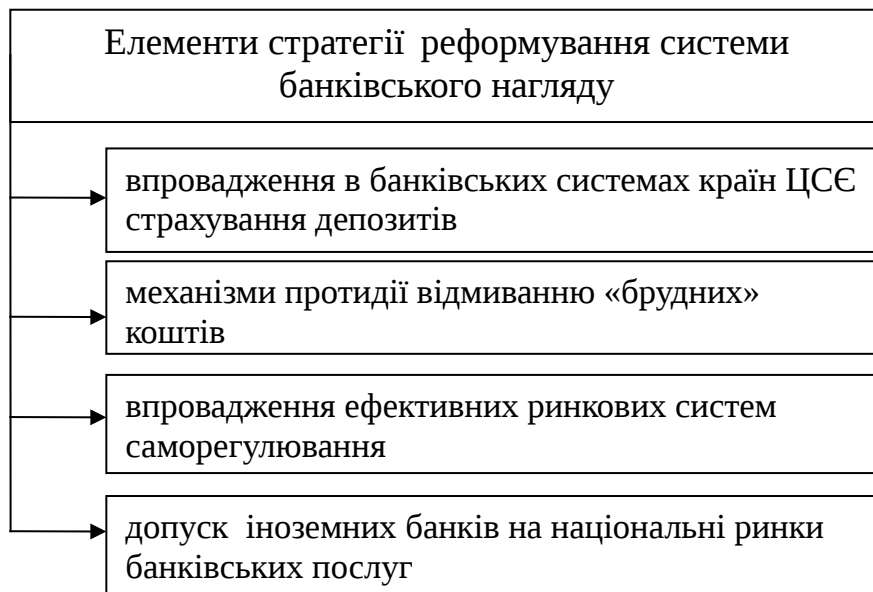 Елементи стратегії реформування системи
банківського нагляду
впровадження в банківських системах країн ЦСЄ
страхування депозитів
механізми протидії відмиванню «брудних»
коштів
впровадження ефективних ринкових систем
саморегулювання
допуск іноземних банків на національні ринки
банківських послуг